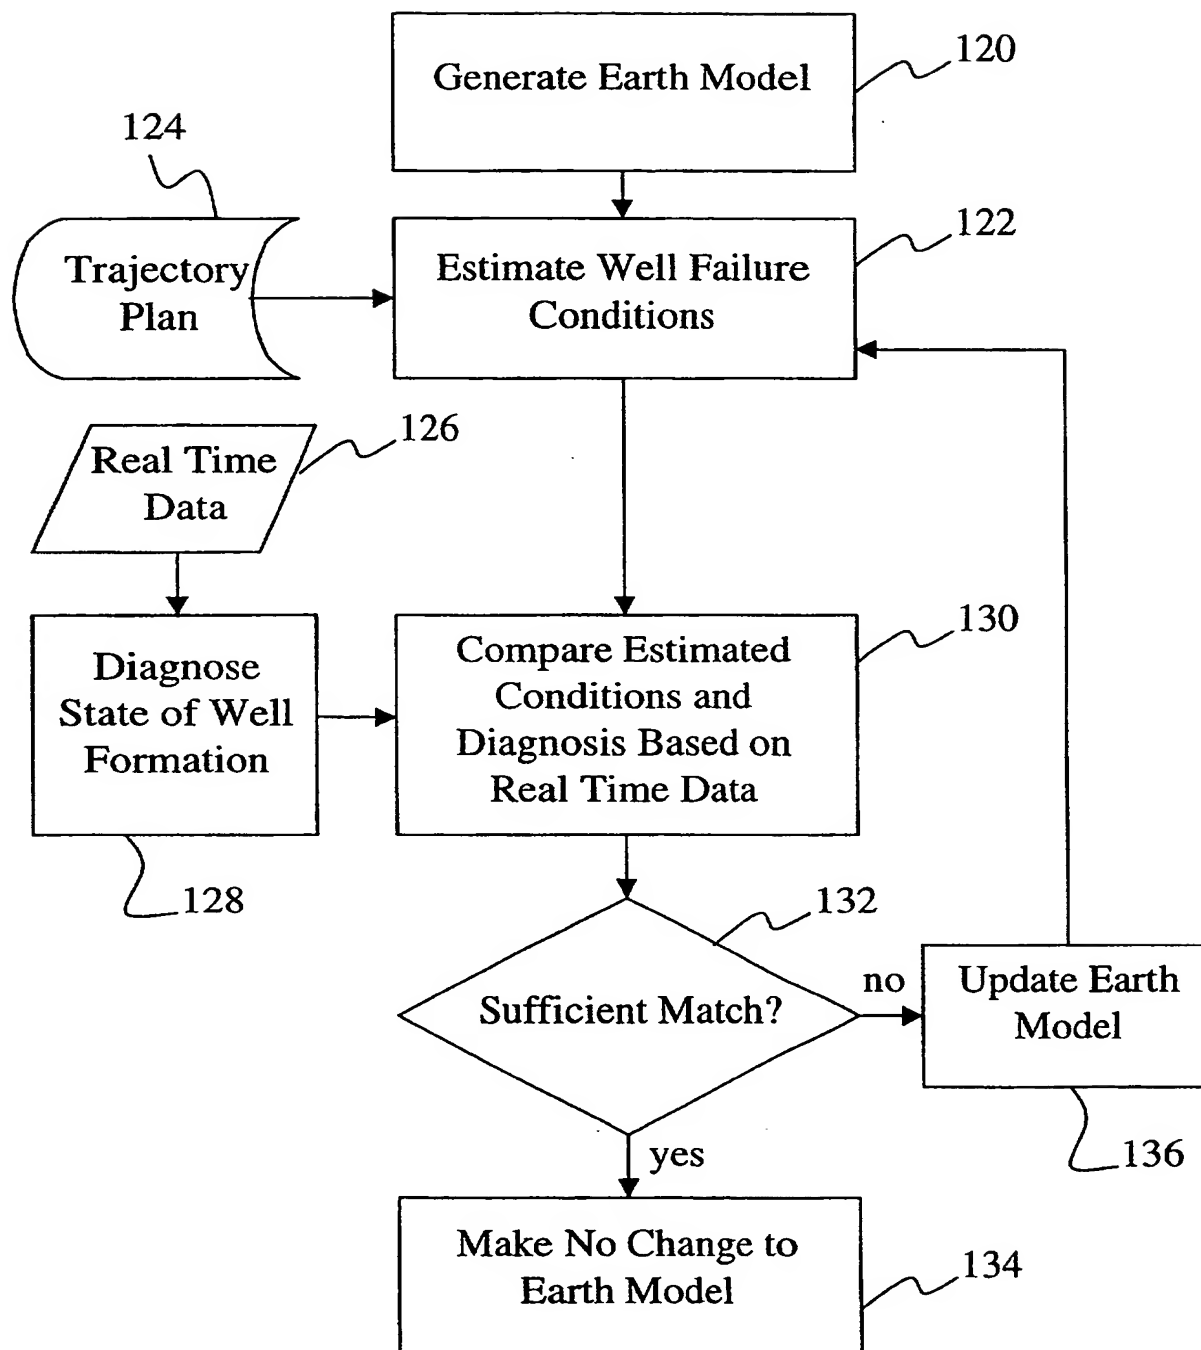 Generate Earth Model
120
124
Trajectory
Plan
Estimate Well Failure
Conditions
122
Real Time
Data
126
Diagnose
State of Well
Formation
128
Compare Estimated
Conditions and
Diagnosis Based on
Real Time Data
130
132
Sufficient Match?
no
Update Earth
Model
136
yes
Make No Change to
Earth Model
134